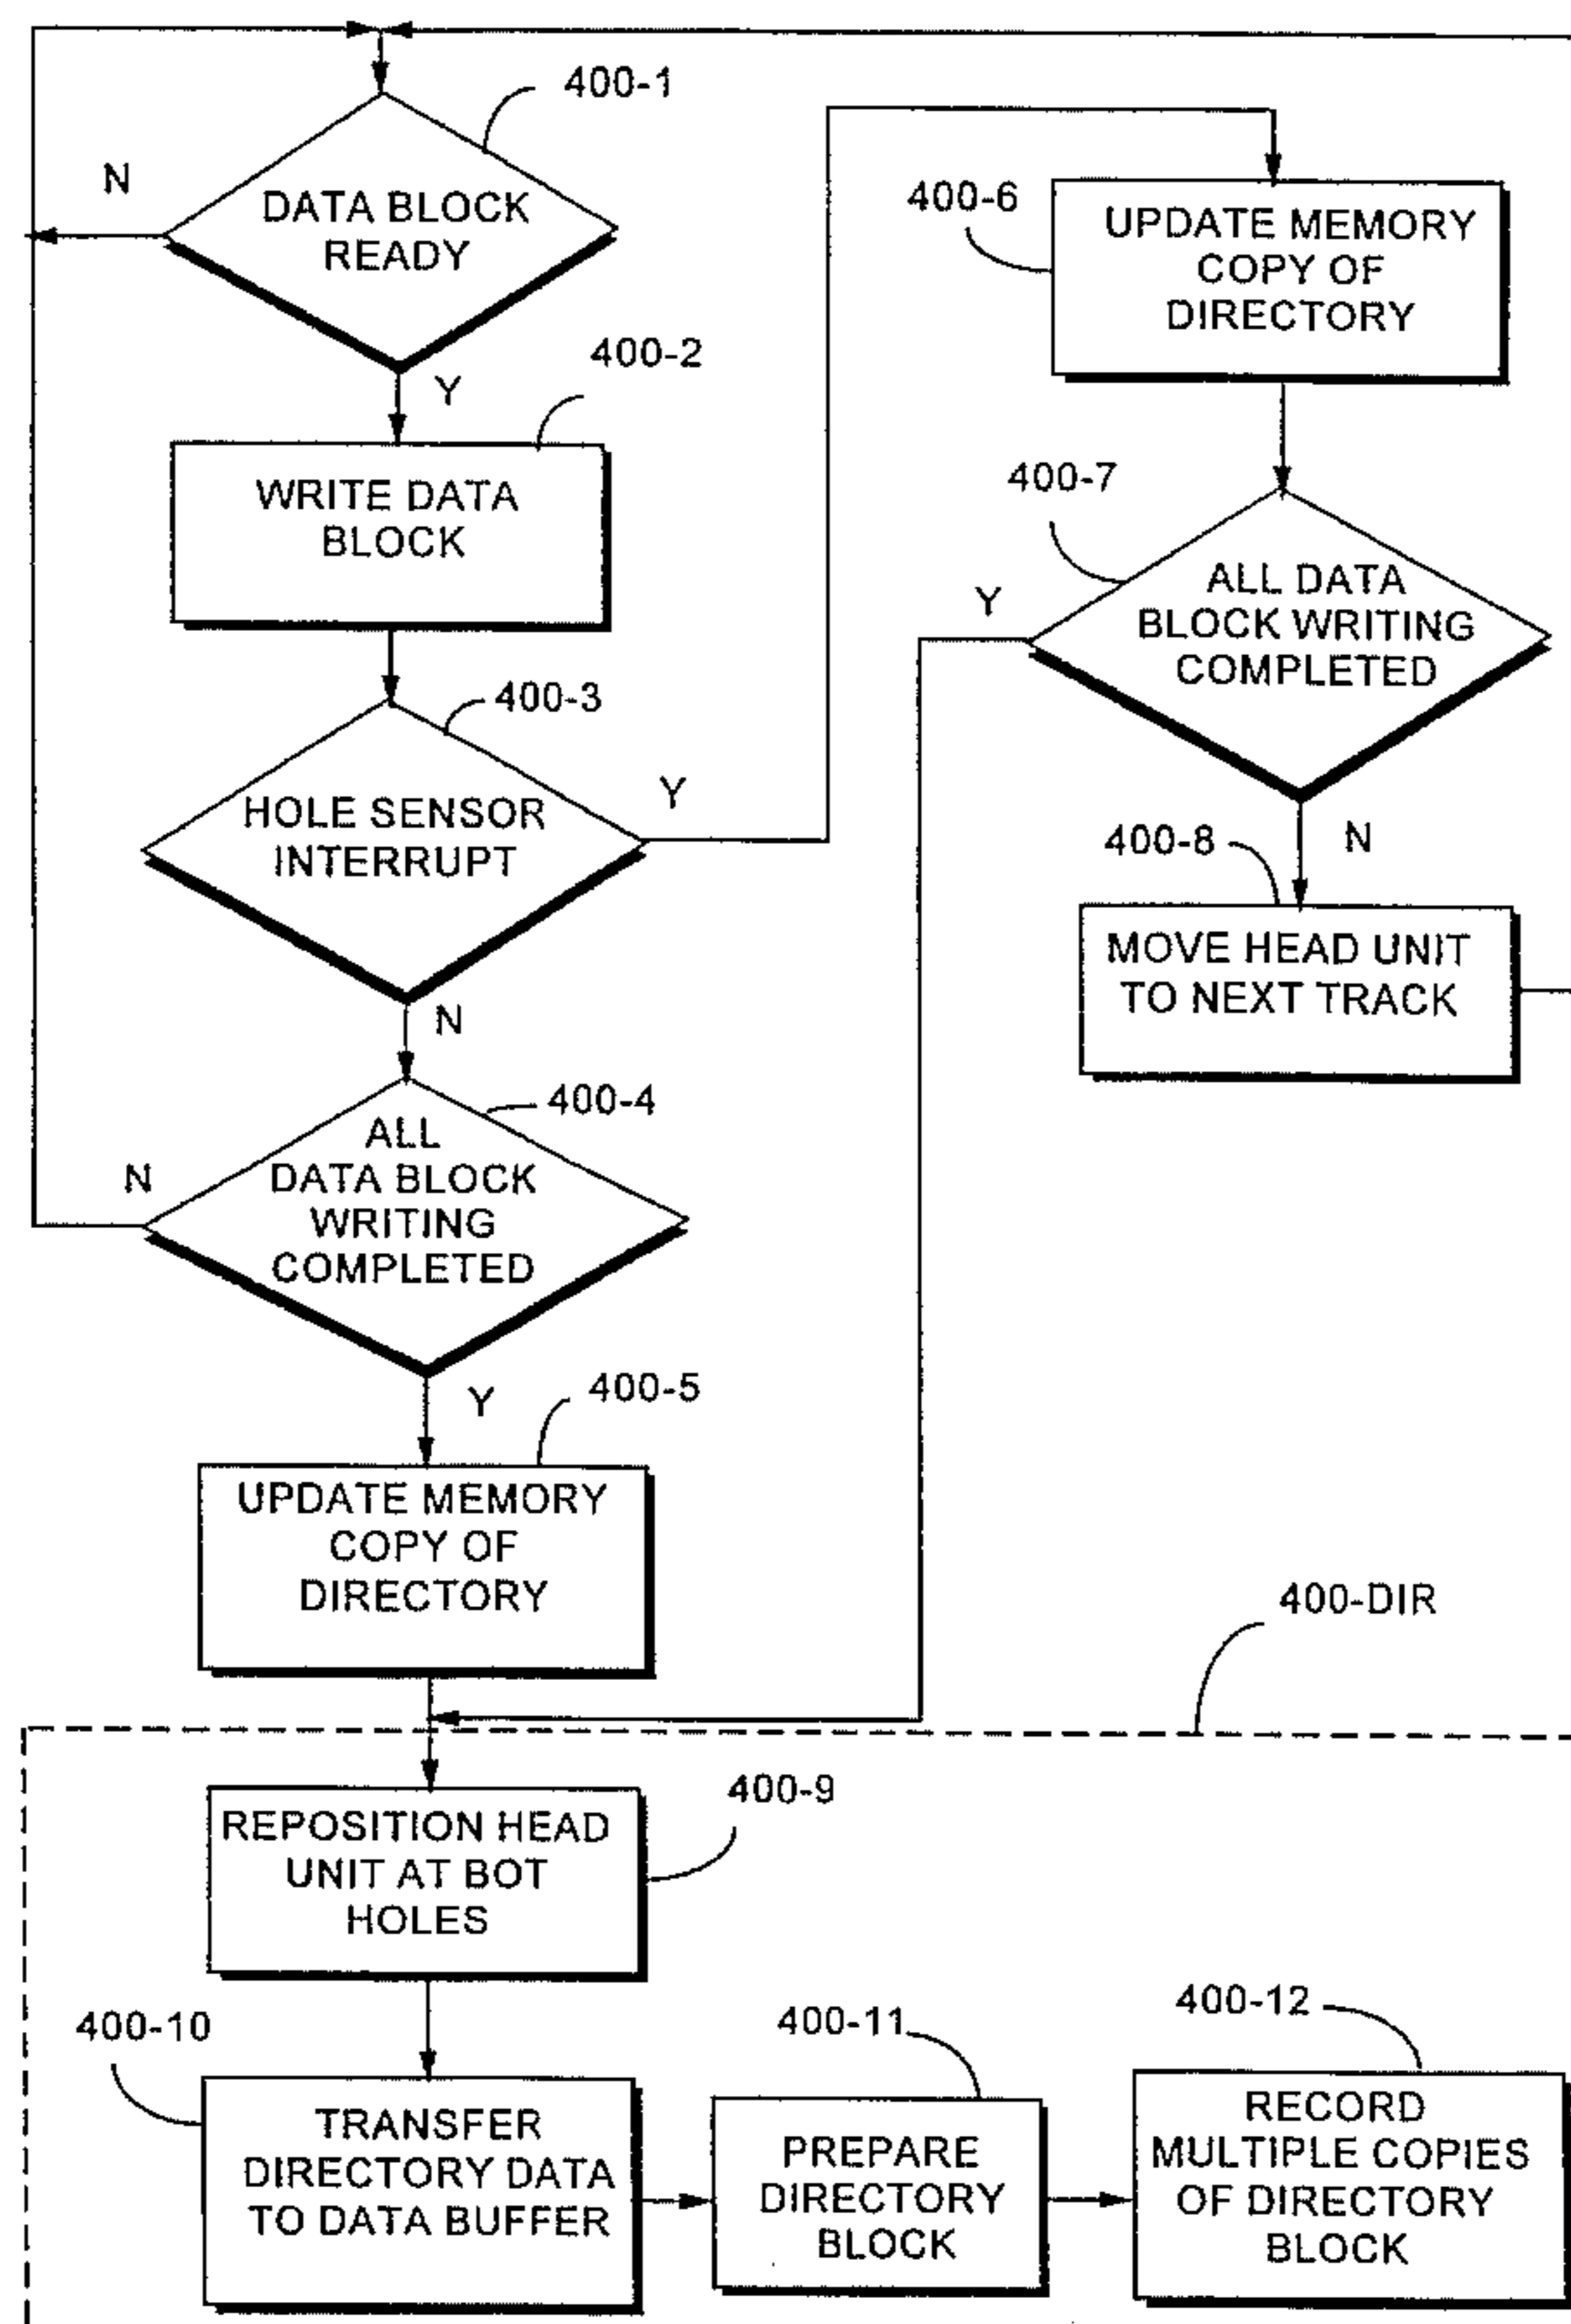 400-1
N
DATA BLOCK
READY
400-2
Y
WRITE DATA
BLOCK
400-3
HOLE SENSOR
INTERRUPT
Y
N
400-4
ALL
DATA BLOCK
WRITING
COMPLETED
N
Y
400-5
UPDATE MEMORY
COPY OF
DIRECTORY
400-6
UPDATE MEMORY
COPY OF
DIRECTORY
400-7
Y
ALL DATA
BLOCK WRITING
COMPLETED
N
400-8
MOVE HEAD UNIT
TO NEXT TRACK
400-DIR
400-9
REPOSITION HEAD
UNIT AT BOT
HOLES
400-10
TRANSFER
DIRECTORY DATA
TO DATA BUFFER
400-11
PREPARE
DIRECTORY
BLOCK
400-12
RECORD
MULTIPLE COPIES
OF DIRECTORY
BLOCK